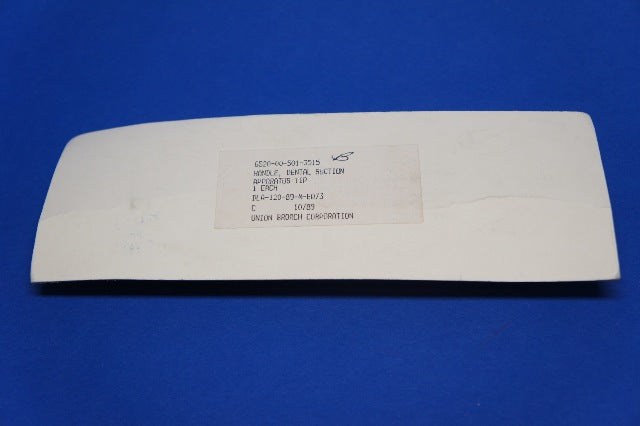 6520-00-501-3515
HANDLE, DENTAL SUCTION
APPARATUS TIP
1 EACH
DLA-120-89-M-ED73
C 10/89
UNION BROACH CORPORATION